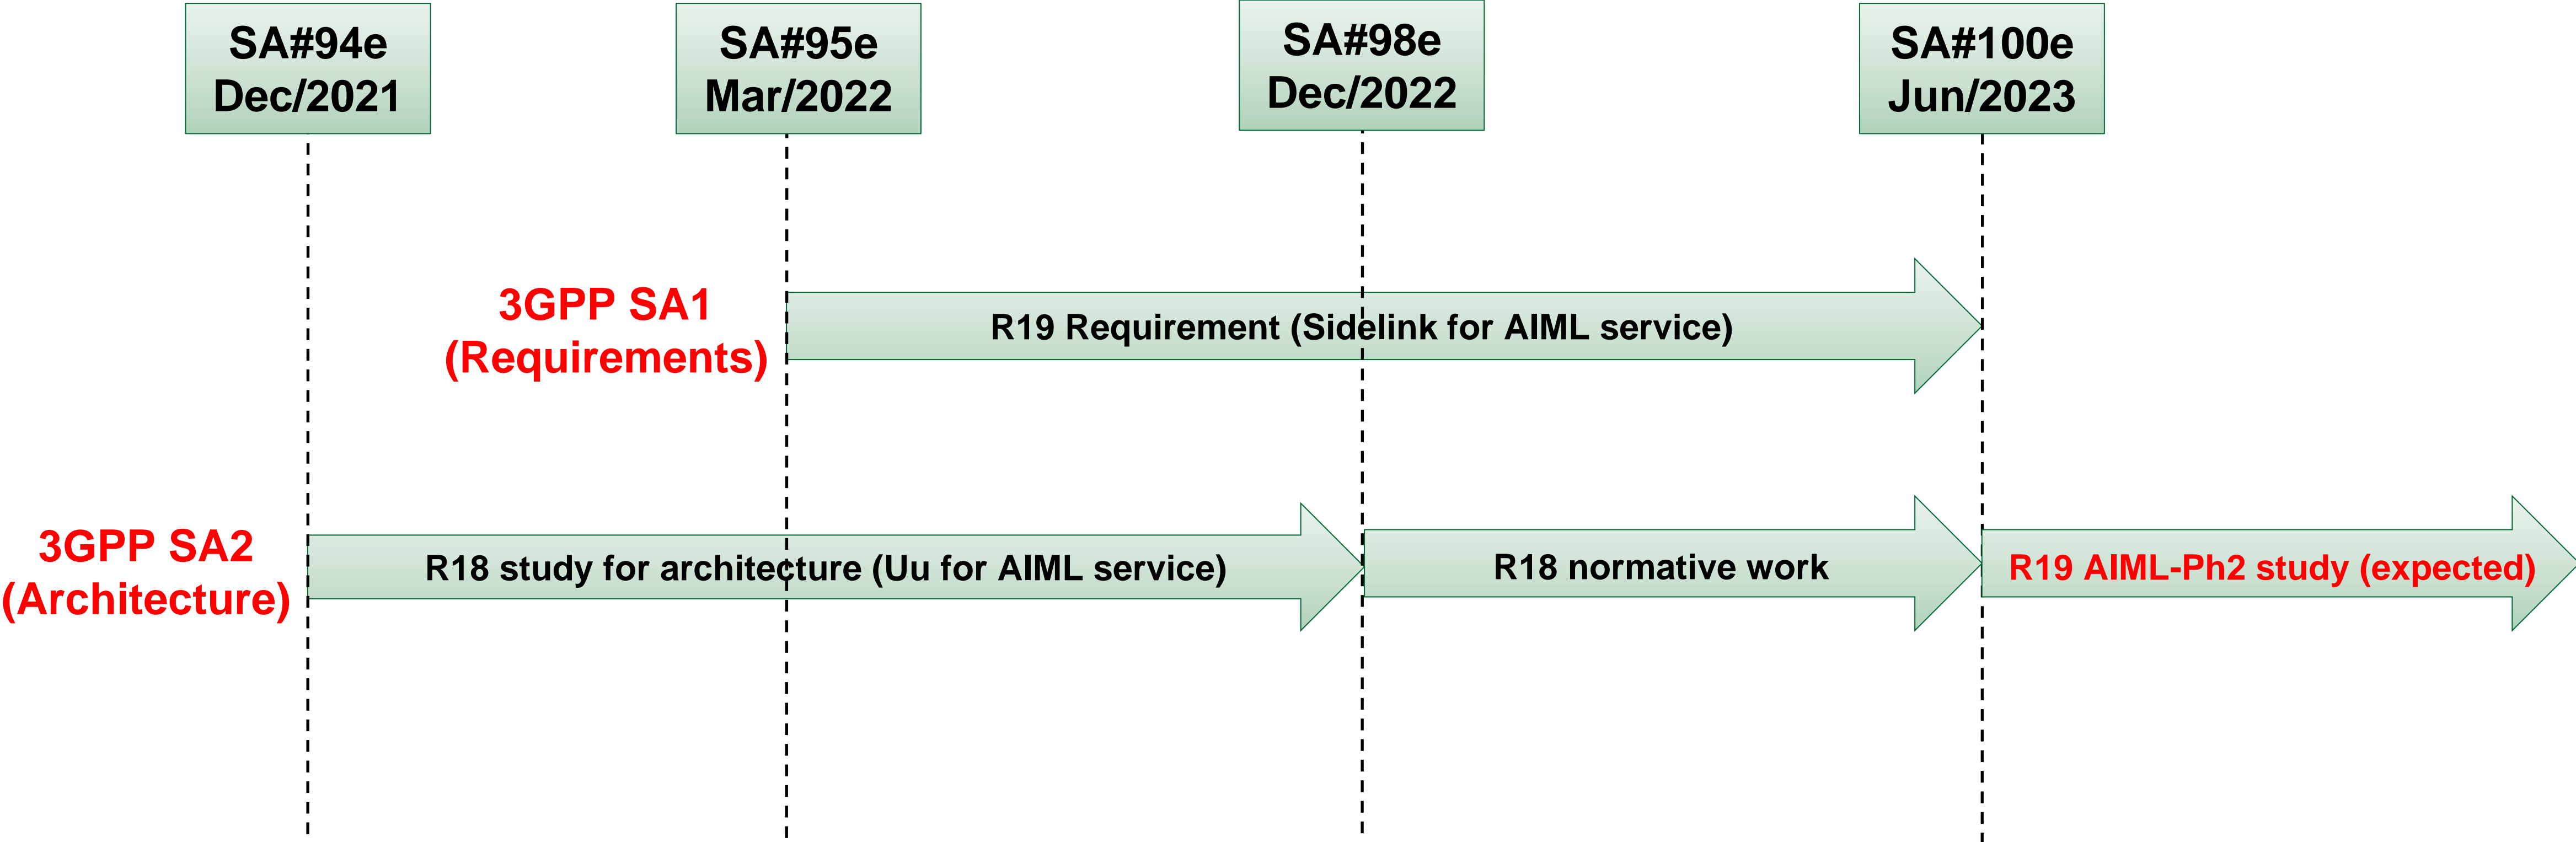 SA#94e
Dec/2021
SA#95e
Mar/2022
SA#98e
Dec/2022
SA#100e
Jun/2023
3GPP SA1
(Requirements)
R19 Requirement (Sidelink for AIML service)
3GPP SA2
(Architecture)
R18 study for architecture (Uu for AIML service)
R18 normative work
R19 AIML-Ph2 study (expected)